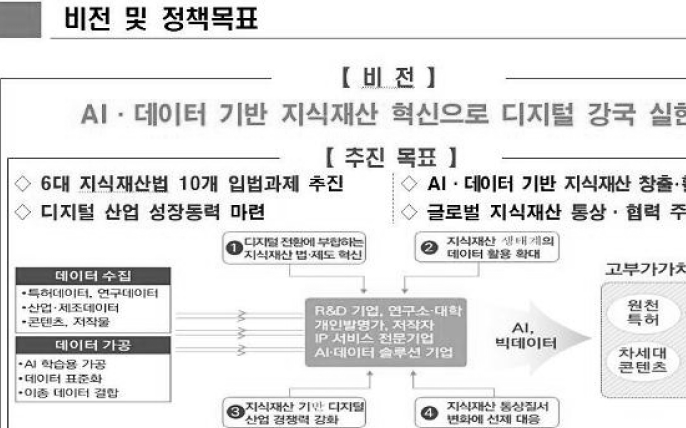 비전 및 정책목표
【 비 전 】
AI · 데이터 기반 지식재산 혁신으로 디지털 강국
【 추진 목표 】
◇ 6대 지식재산법 10개 입법과제 추진
◇ AI · 데이터 기반 지식재산 창출·
◇ 디지털 산업 성장동력 마련
◇ 글로벌 지식재산 통상 · 협력
❶ 디지털 전환에 부합하는
지식재산 법·제도 혁신
❷ 지식재산 생태계의
데이터 활용 확대
데이터 수집
•특허데이터, 연구데이터
•산업·제조데이터
•콘텐츠, 저작물
데이터 가공
•AI 학습용 가공
•데이터 표준화
•이종 데이터 결합
R&D 기업, 연구소·대학
개인발명가, 저작자
IP 서비스 전문기업
AI·데이터 솔루션 기업
AI,
빅데이터
고부가가치
원천
특허
차세대
콘텐츠
❸ 지식재산 기반 디지털
산업 경쟁력 강화
❹ 지식재산 통상질서
변화에 선제 대응